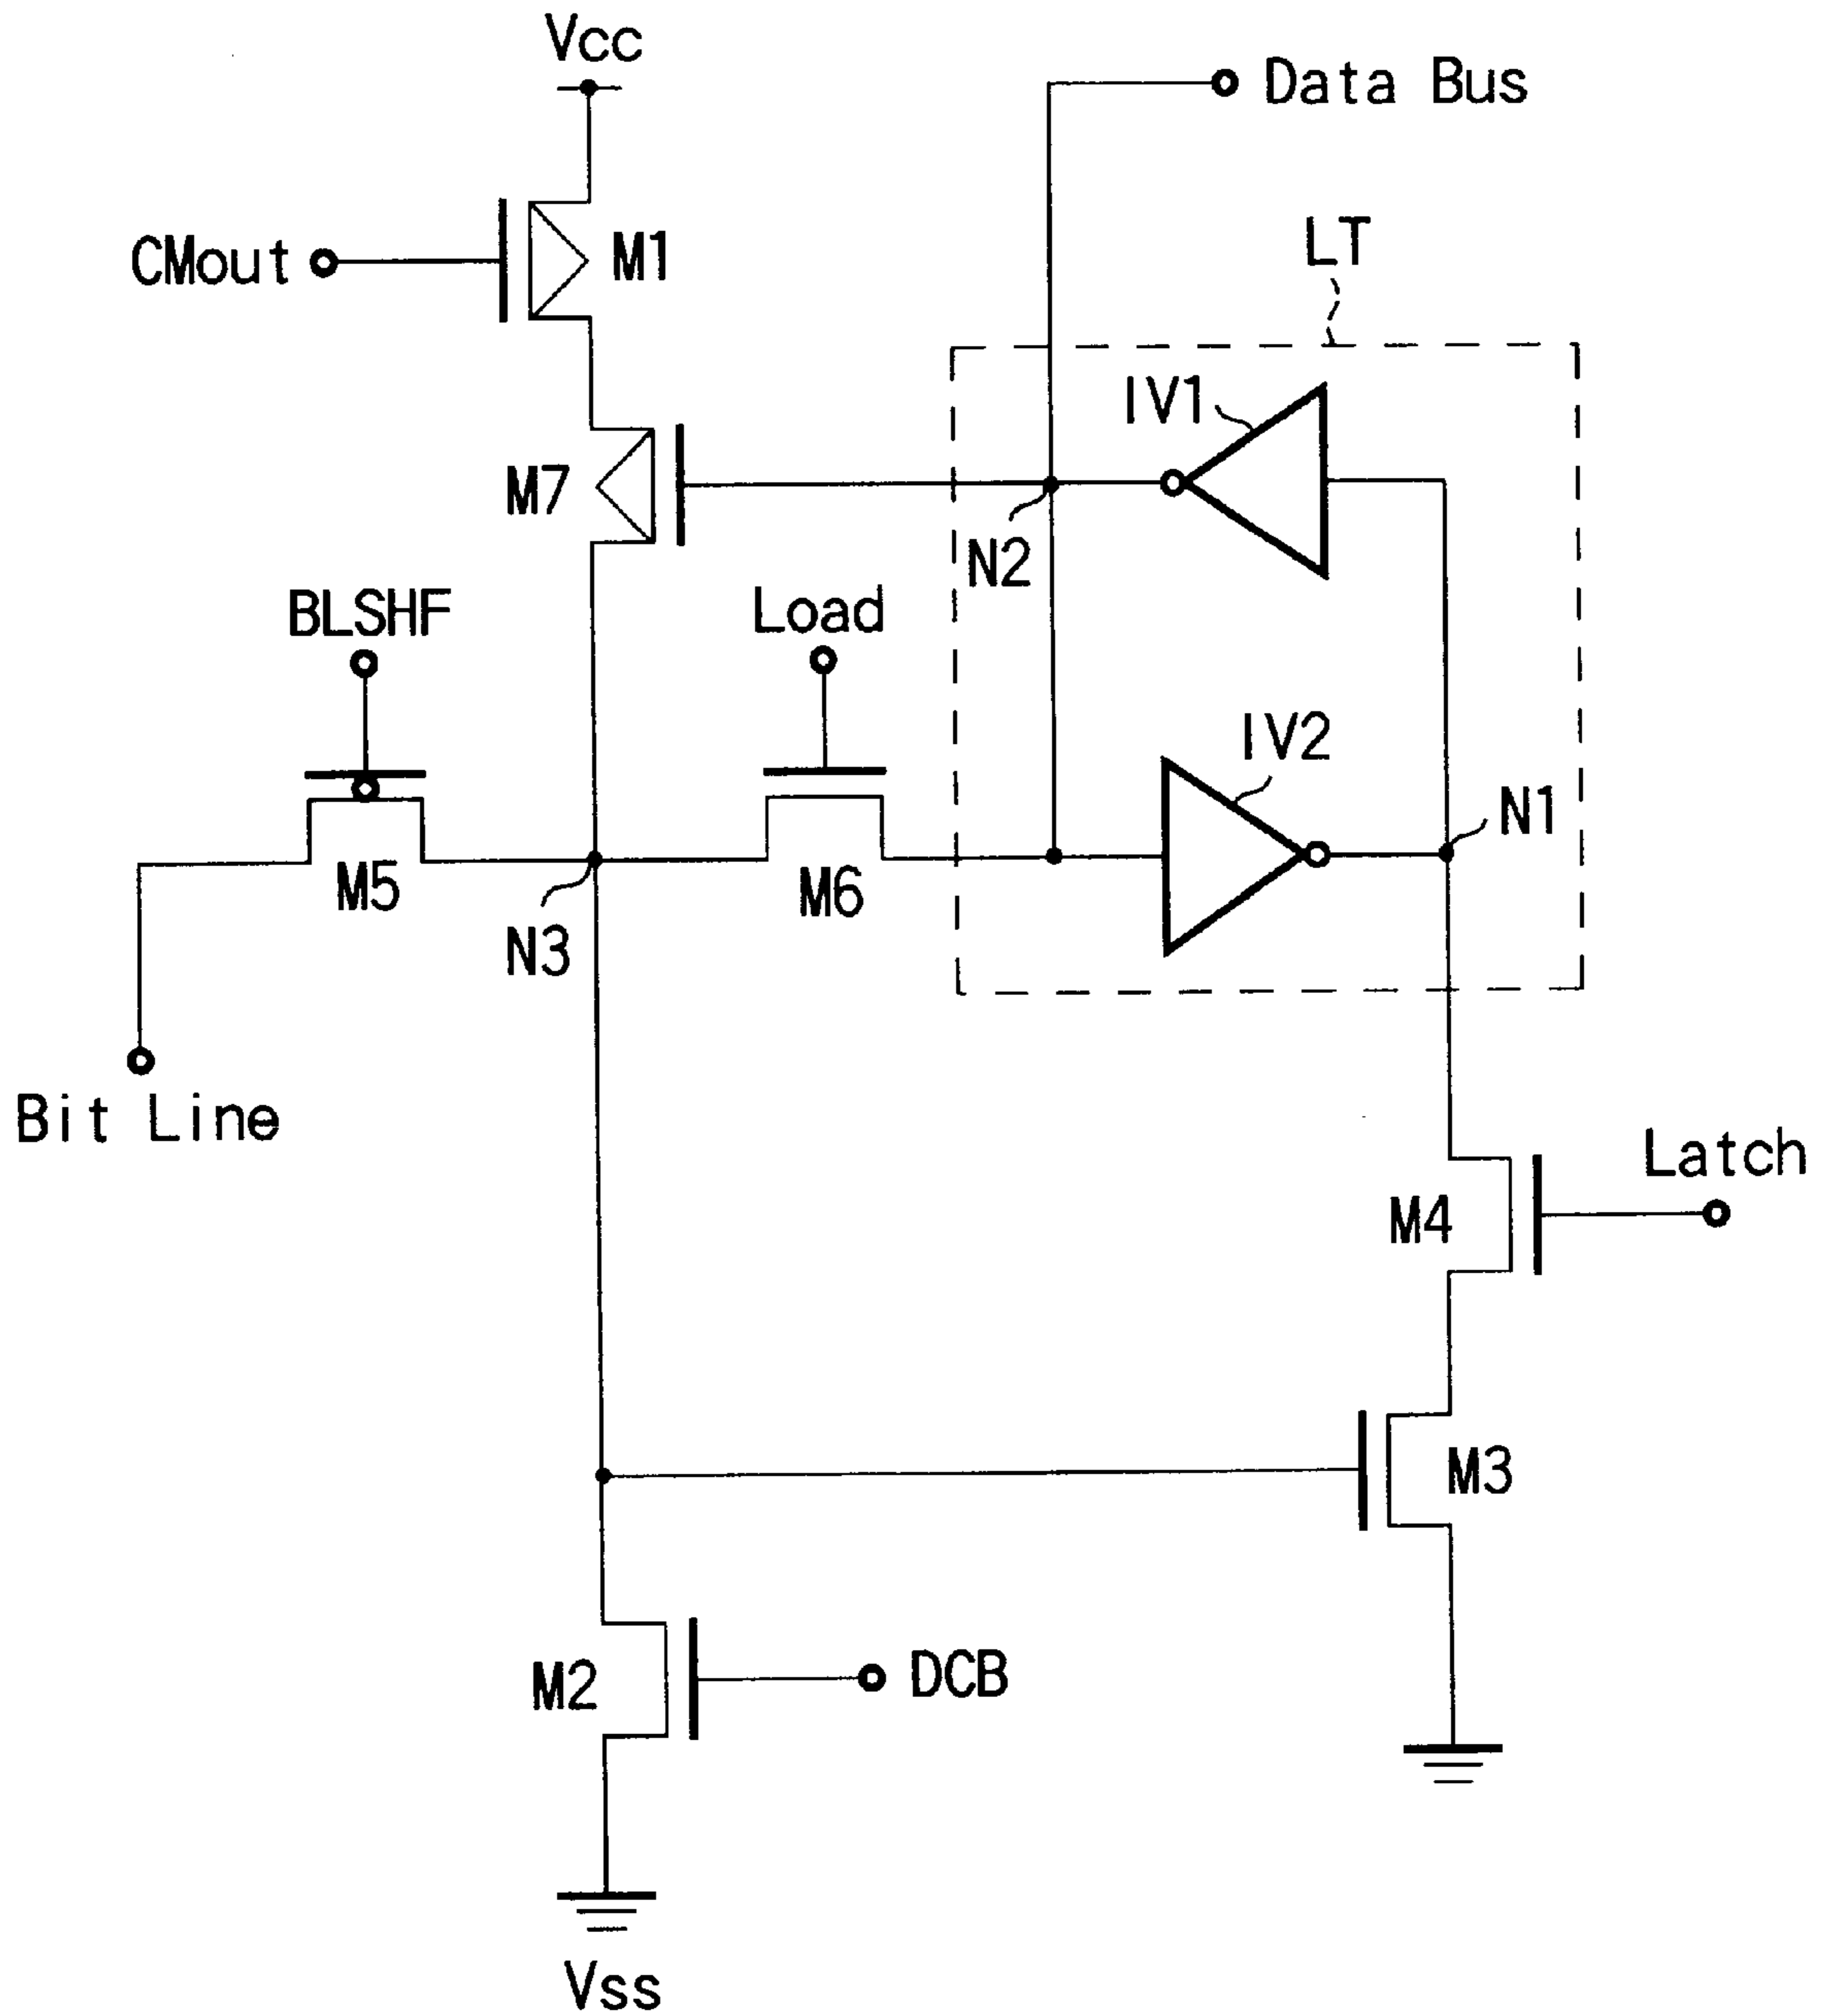 Vcc
Data Bus
CMout
M1
LT
IV1
M7
N2
BLSHF
Load
IV2
N1
M5
M6
N3
Bit Line
Latch
M4
M3
M2
DCB
Vss